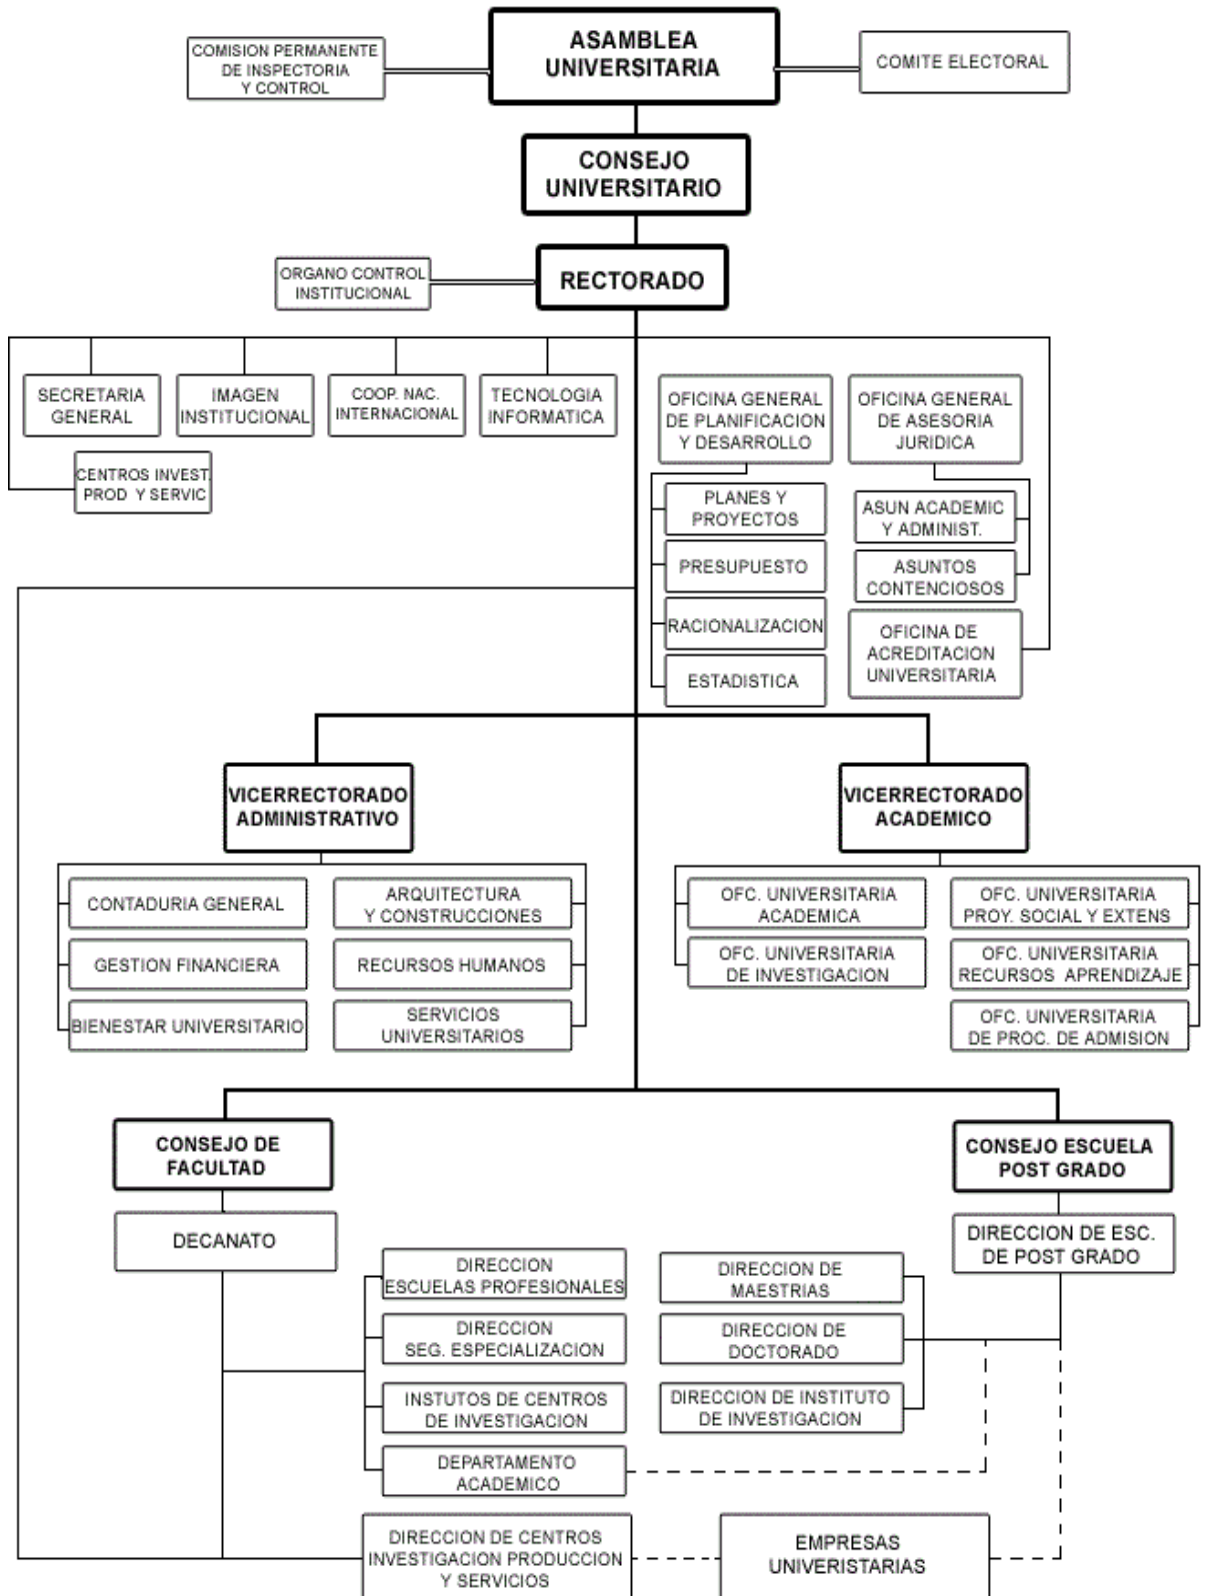 ASAMBLEA
UNIVERSITARIA
COMISION PERMANENTE
DE INSPECTORIA
Y CONTROL
COMITE ELECTORAL
CONSEJO
UNIVERSITARIO
ORGANO CONTROL
INSTITUCIONAL
RECTORADO
SECRETARIA
GENERAL
IMAGEN
INSTITUCIONAL
COOP. NAC.
INTERNACIONAL
TECNOLOGIA
INFORMATICA
CENTROS INVEST.
PROD Y SERVIC
OFICINA GENERAL
DE PLANIFICACION
Y DESARROLLO
PLANES Y
PROYECTOS
PRESUPUESTO
RACIONALIZACION
ESTADISTICA
OFICINA GENERAL
DE ASESORIA
JURIDICA
ASUN ACADEMIC
Y ADMINIST.
ASUNTOS
CONTENCIOSOS
OFICINA DE
ACREDITACION
UNIVERSITARIA
VICERRECTORADO
ADMINISTRATIVO
CONTADURIA GENERAL
GESTION FINANCIERA
BIENESTAR UNIVERSITARIO
ARQUITECTURA
Y CONSTRUCCIONES
RECURSOS HUMANOS
SERVICIOS
UNIVERSITARIOS
VICERRECTORADO
ACADEMICO
OFC. UNIVERSITARIA
ACADEMICA
OFC. UNIVERSITARIA
DE INVESTIGACION
OFC. UNIVERSITARIA
PROY. SOCIAL Y EXTENS
OFC. UNIVERSITARIA
RECURSOS APRENDIZAJE
OFC. UNIVERSITARIA
DE PROC. DE ADMISION
CONSEJO DE
FACULTAD
DECANATO
DIRECCION
ESCUELAS PROFESIONALES
DIRECCION
SEG. ESPECIALIZACION
INSTUTOS DE CENTROS
DE INVESTIGACION
DEPARTAMENTO
ACADEMICO
CONSEJO ESCUELA
POST GRADO
DIRECCION DE ESC.
DE POST GRADO
DIRECCION DE
MAESTRIAS
DIRECCION DE
DOCTORADO
DIRECCION DE INSTITUTO
DE INVESTIGACION
DIRECCION DE CENTROS
INVESTIGACION PRODUCCION
Y SERVICIOS
EMPRESAS
UNIVERISTARIAS